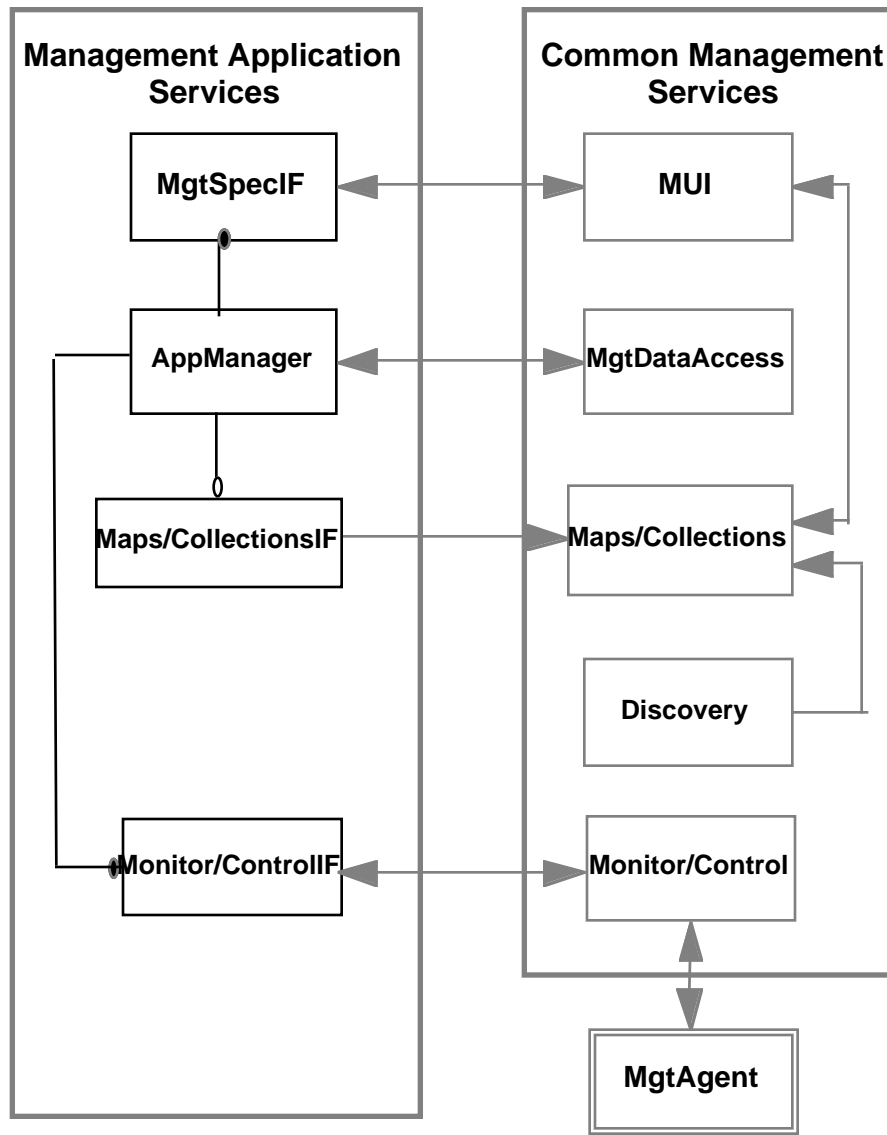 Management Application
Services
Common Management
Services
MgtSpecIF
MUI
AppManager
MgtDataAccess
Maps/CollectionsIF
Maps/Collections
Discovery
Monitor/ControlIF
Monitor/Control
MgtAgent